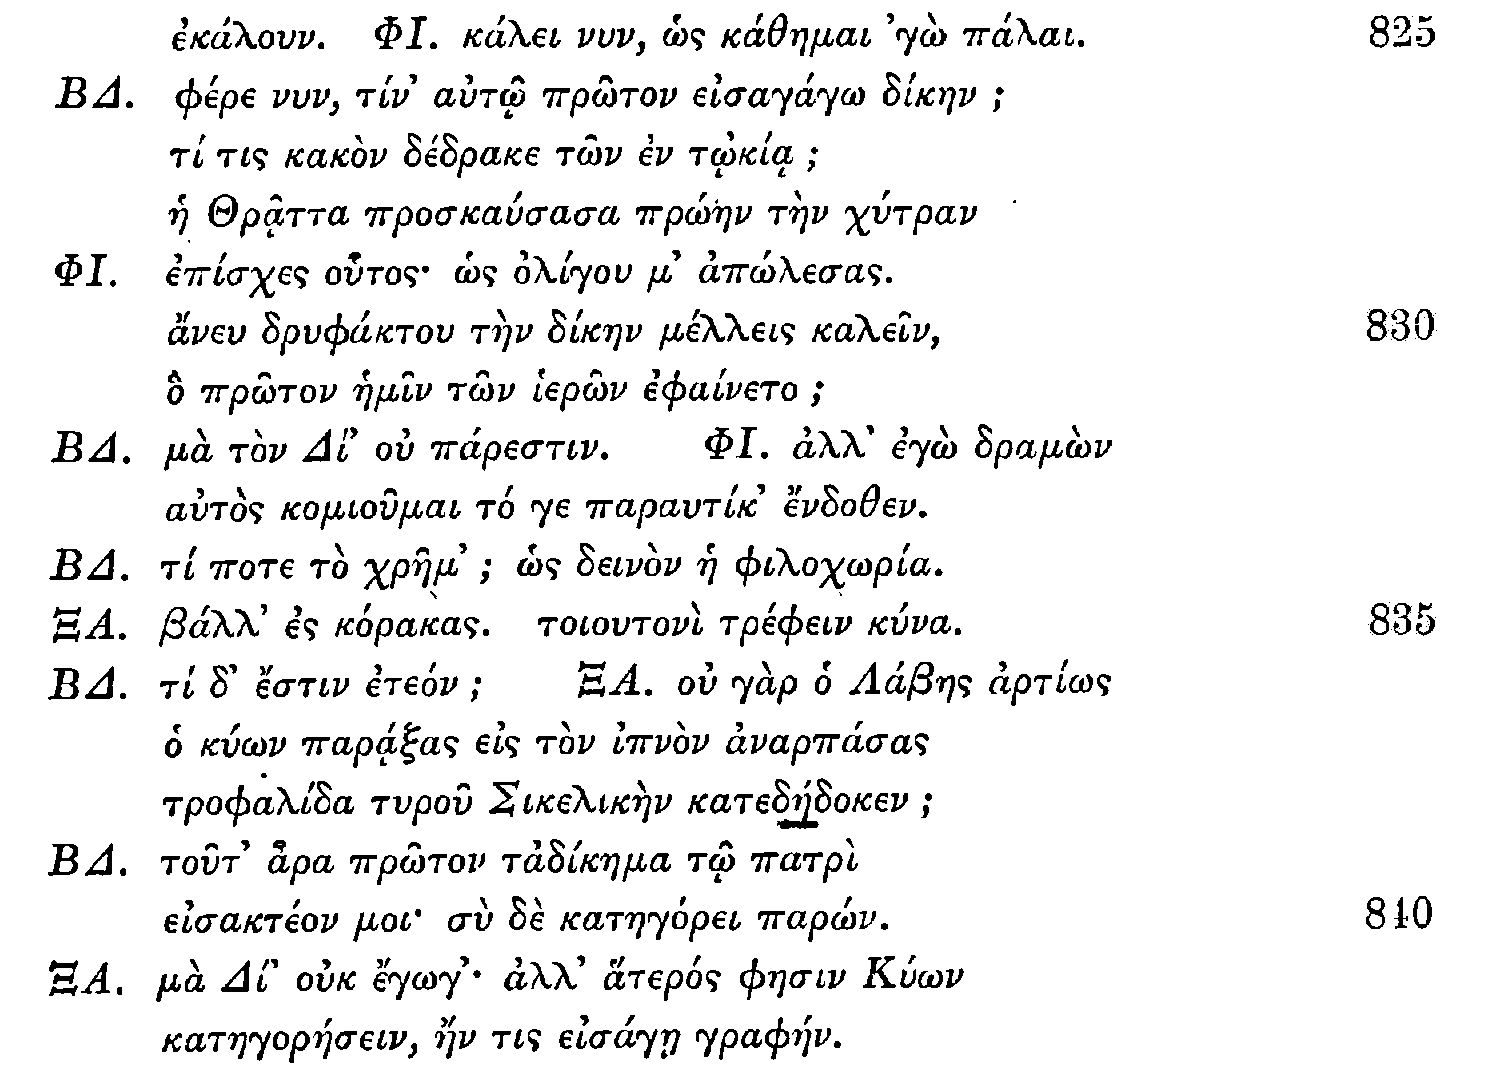 ἐκάλουν. ΦΙ. κάλει νυν, ὡς κάθημαι ’γὼ πάλαι. 825
ΒΔ. φέρε νυν, τίν’ αὐτῷ πρῶτον εἰσαγάγω δίκην ;
τί τις κακὸν δέδρακε τῶν ἐν τᾠκίᾳ ;
ἡ Θρᾷττα προσκαύσασα πρώην τὴν χύτραν
ΦΙ. ἐπίσχες οὗτος· ὡς ὀλίγου μ’ ἀπώλεσας.
ἄνευ δρυφάκτου τὴν δίκην μέλλεις καλεῖν, 830
ὃ πρῶτον ἡμῖν τῶν ἱερῶν ἐφαίνετο ;
ΒΔ. μὰ τὸν Δί’ οὐ πάρεστιν. ΦΙ. ἀλλ’ ἐγὼ δραμὼν
αὐτὸς κομιοῦμαι τό γε παραυτίκ’ ἔνδοθεν.
ΒΔ. τί ποτε τὸ χρῆμ’ ; ὡς δεινὸν ἡ φιλοχωρία.
ΞΑ. βάλλ’ ἐς κόρακας. τοιουτονὶ τρέφειν κύνα. 835
ΒΔ. τί δ’ ἔστιν ἐτεόν ; ΞΑ. οὐ γὰρ ὁ Λάβης ἀρτίως
ὁ κύων παρᾴξας εἰς τὸν ἰπνὸν ἀναρπάσας
τροφαλίδα τυροῦ Σικελικὴν κατεδήδοκεν ;
ΒΔ. τοῦτ’ ἆρα πρῶτον τἀδίκημα τῷ πατρὶ
εἰσακτέον μοι· σὺ δὲ κατηγόρει παρών. 840
ΞΑ. μὰ Δί’ οὐκ ἔγωγ’· ἀλλ’ ἅτερός φησιν Κύων
κατηγορήσειν, ἤν τις εἰσάγῃ γραφήν.